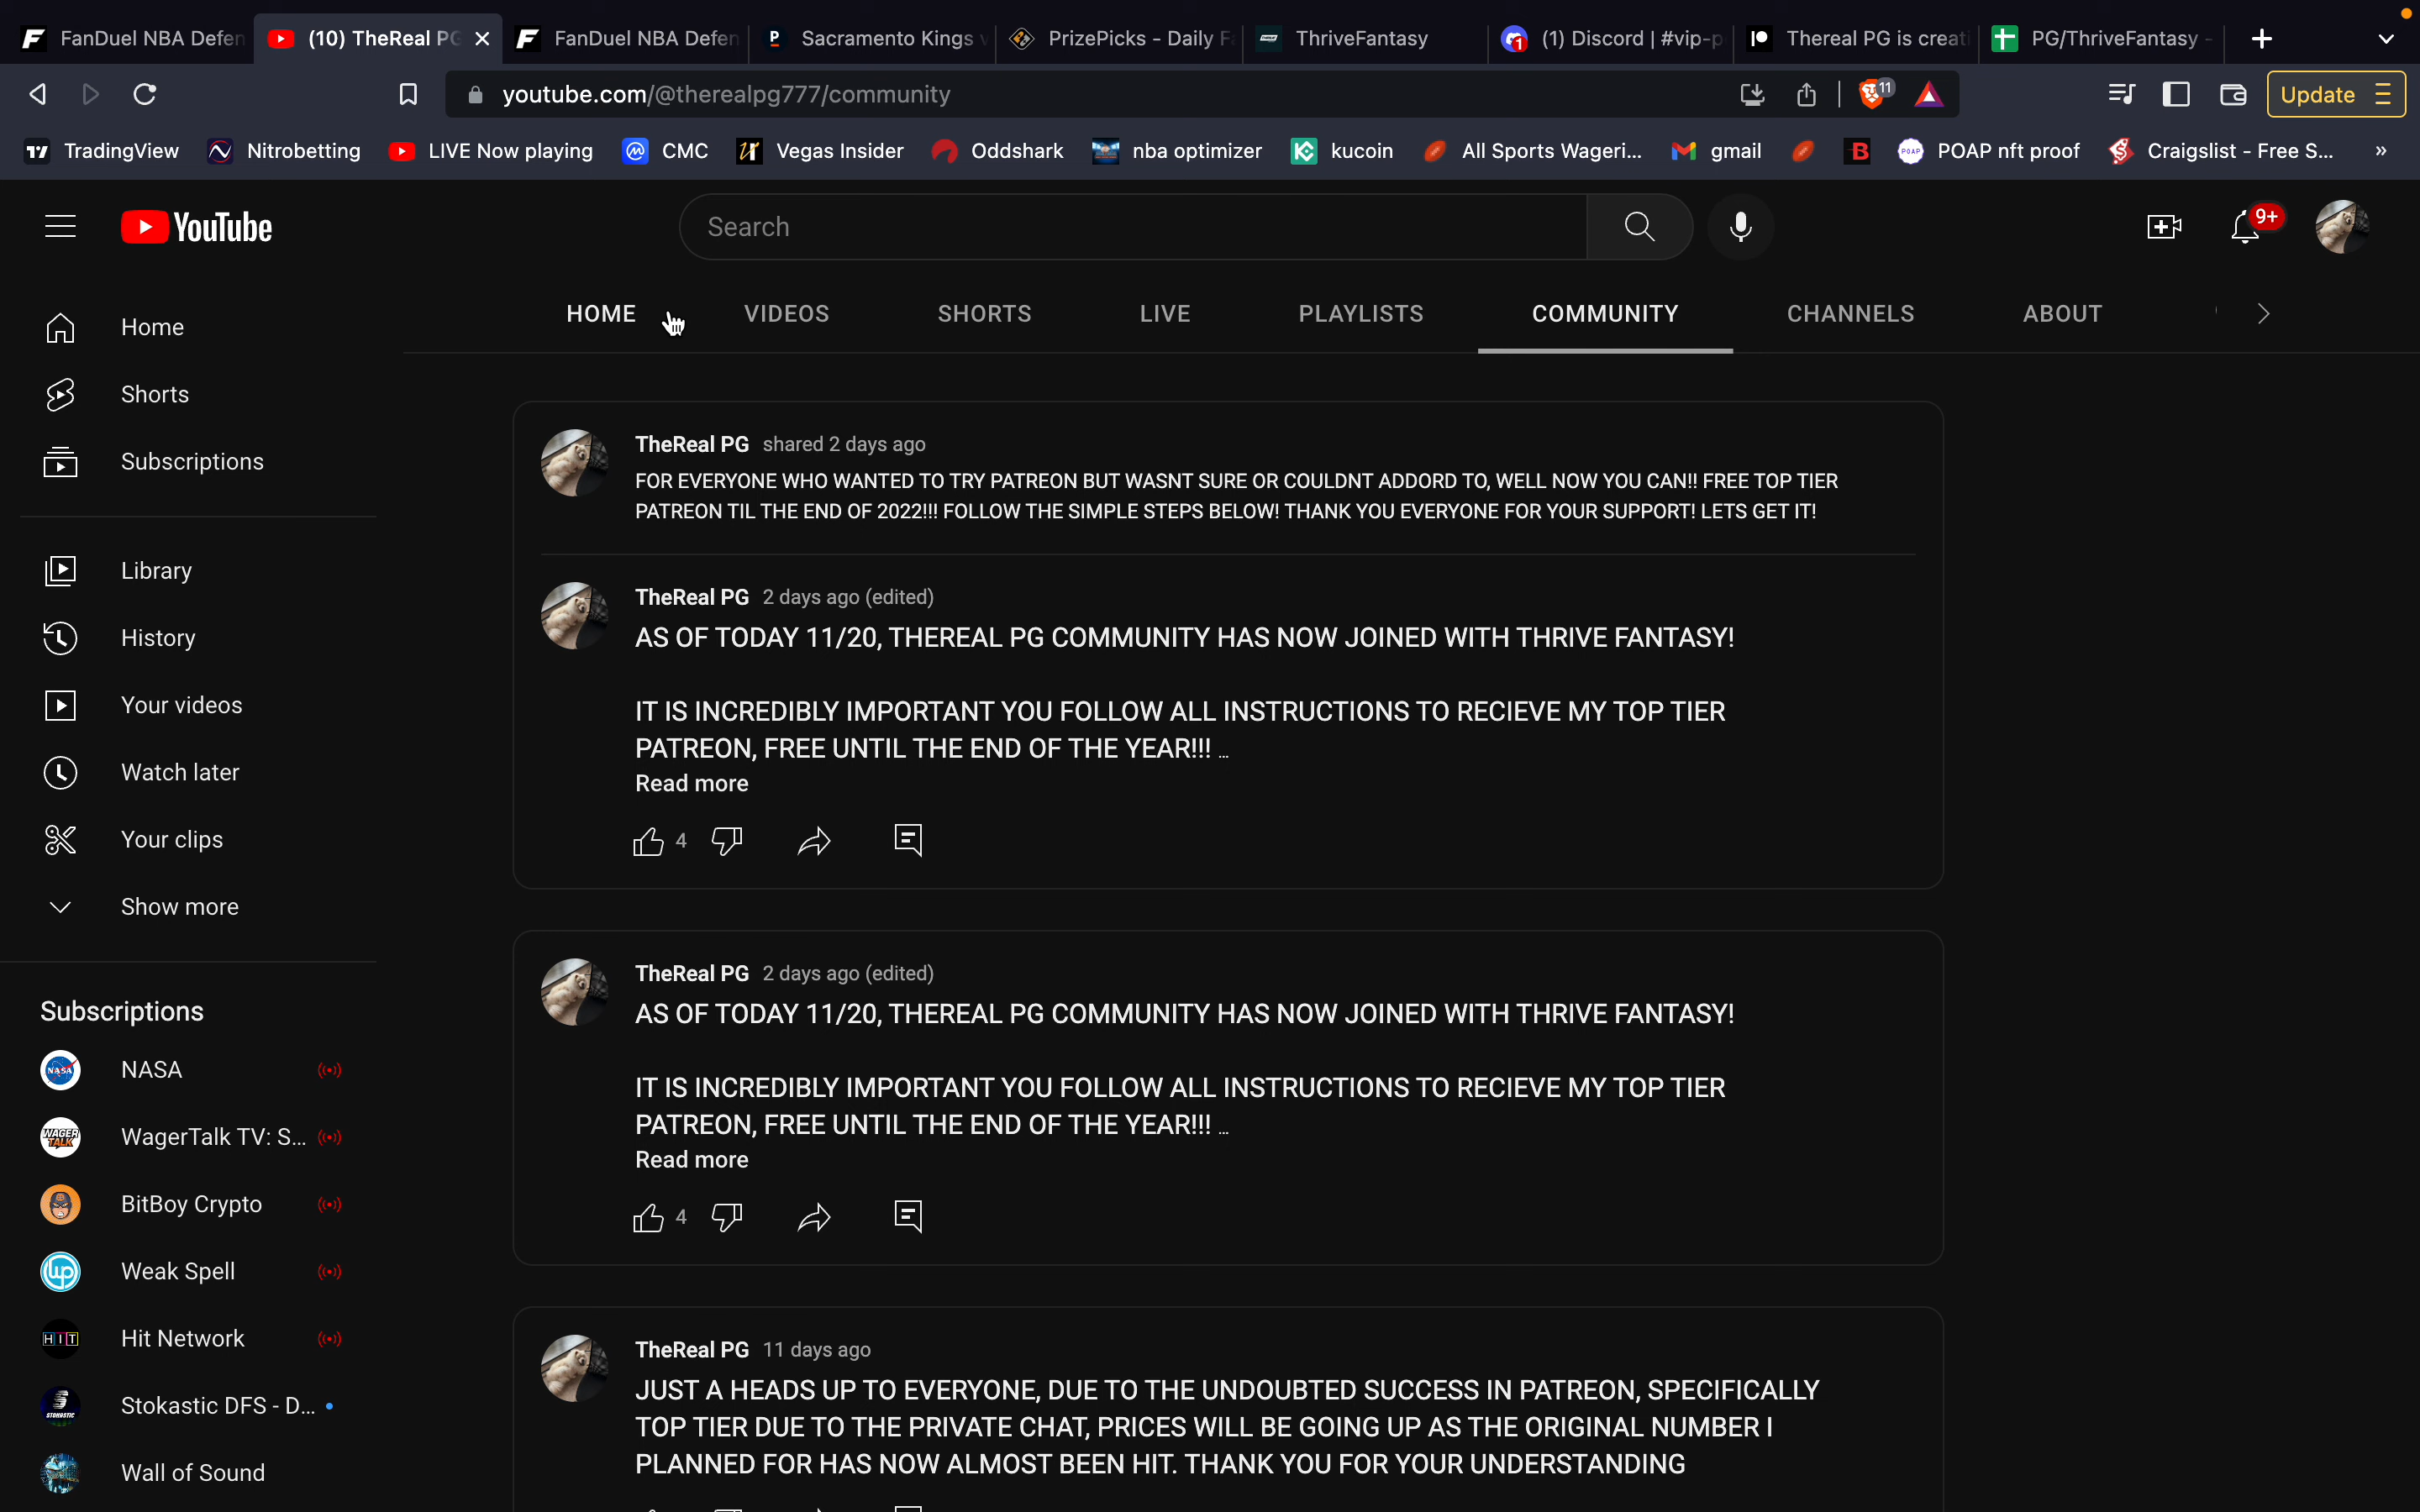 FanDuel NBA Defen
(10) TheReal PG
FanDuel NBA Defen
Sacramento Kings v
PrizePicks - Daily Fa
ThriveFantasy
(1) Discord | #vip-p
Thereal PG is creati
PG/ThriveFantasy -
youtube.com/@therealpg777/community
11
Update
TradingView
Nitrobetting
LIVE Now playing
CMC
Vegas Insider
Oddshark
nba optimizer
kucoin
All Sports Wageri...
gmail
POAP nft proof
Craigslist - Free S...
»
YouTube
Search
9+
HOME
VIDEOS
SHORTS
LIVE
PLAYLISTS
COMMUNITY
CHANNELS
ABOUT
Home
Shorts
Subscriptions
Library
History
Your videos
Watch later
Your clips
Show more
Subscriptions
NASA
WagerTalk TV: S...
BitBoy Crypto
Weak Spell
Hit Network
Stokastic DFS - D...
Wall of Sound
TheReal PG shared 2 days ago
FOR EVERYONE WHO WANTED TO TRY PATREON BUT WASNT SURE OR COULDNT ADDORD TO, WELL NOW YOU CAN!! FREE TOP TIER
PATREON TIL THE END OF 2022!!! FOLLOW THE SIMPLE STEPS BELOW! THANK YOU EVERYONE FOR YOUR SUPPORT! LETS GET IT!
TheReal PG 2 days ago (edited)
AS OF TODAY 11/20, THEREAL PG COMMUNITY HAS NOW JOINED WITH THRIVE FANTASY!
IT IS INCREDIBLY IMPORTANT YOU FOLLOW ALL INSTRUCTIONS TO RECIEVE MY TOP TIER
PATREON, FREE UNTIL THE END OF THE YEAR!!! ...
Read more
4
TheReal PG 2 days ago (edited)
AS OF TODAY 11/20, THEREAL PG COMMUNITY HAS NOW JOINED WITH THRIVE FANTASY!
IT IS INCREDIBLY IMPORTANT YOU FOLLOW ALL INSTRUCTIONS TO RECIEVE MY TOP TIER
PATREON, FREE UNTIL THE END OF THE YEAR!!! ...
Read more
4
TheReal PG 11 days ago
JUST A HEADS UP TO EVERYONE, DUE TO THE UNDOUBTED SUCCESS IN PATREON, SPECIFICALLY
TOP TIER DUE TO THE PRIVATE CHAT, PRICES WILL BE GOING UP AS THE ORIGINAL NUMBER I
PLANNED FOR HAS NOW ALMOST BEEN HIT. THANK YOU FOR YOUR UNDERSTANDING